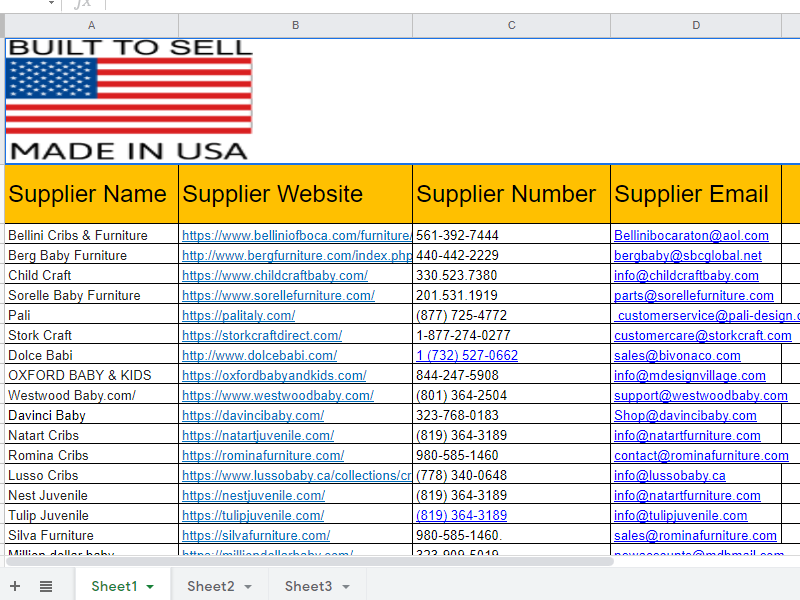 fx
A B C D
BUILT TO SELL
MADE IN USA
Supplier Name Supplier Website Supplier Number Supplier Email
Bellini Cribs & Furniture https://www.belliniofboca.com/furniture/ 561-392-7444 Bellinibocaraton@aol.com
Berg Baby Furniture http://www.bergfurniture.com/index.php 440-442-2229 bergbaby@sbcglobal.net
Child Craft https://www.childcraftbaby.com/ 330.523.7380 info@childcraftbaby.com
Sorelle Baby Furniture https://www.sorellefurniture.com/ 201.531.1919 parts@sorellefurniture.com
Pali https://palitaly.com/ (877) 725-4772 customerservice@pali-design.c
Stork Craft https://storkcraftdirect.com/ 1-877-274-0277 customercare@storkcraft.com
Dolce Babi http://www.dolcebabi.com/ 1 (732) 527-0662 sales@bivonaco.com
OXFORD BABY & KIDS https://oxfordbabyandkids.com/ 844-247-5908 info@mdesignvillage.com
Westwood Baby.com/ https://www.westwoodbaby.com/ (801) 364-2504 support@westwoodbaby.com
Davinci Baby https://davincibaby.com/ 323-768-0183 Shop@davincibaby.com
Natart Cribs https://natartjuvenile.com/ (819) 364-3189 info@natartfurniture.com
Romina Cribs https://rominafurniture.com/ 980-585-1460 contact@rominafurniture.com
Lusso Cribs https://www.lussobaby.ca/collections/cr (778) 340-0648 info@lussobaby.ca
Nest Juvenile https://nestjuvenile.com/ (819) 364-3189 info@natartfurniture.com
Tulip Juvenile https://tulipjuvenile.com/ (819) 364-3189 info@tulipjuvenile.com
Silva Furniture https://silvafurniture.com/ 980-585-1460. sales@rominafurniture.com
Million dollar baby https://milliondollarbaby.com/ 323-909-5019 newaccounts@mdbmail.com
Sheet1 Sheet2 Sheet3